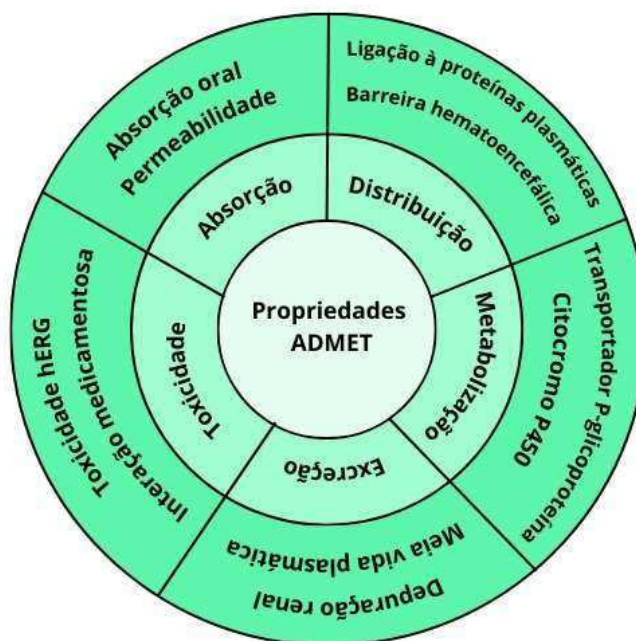 Propriedades
ADMET
Absorção
Absorção oral
Permeabilidade
Distribuição
Ligação à proteínas plasmáticas
Barreira hematoencefálica
Metabolização
Transportador P-glicoproteína
Citocromo P450
Excreção
Meia vida plasmática
Depuração renal
Toxicidade
Interação medicamentosa
Toxicidade hERG